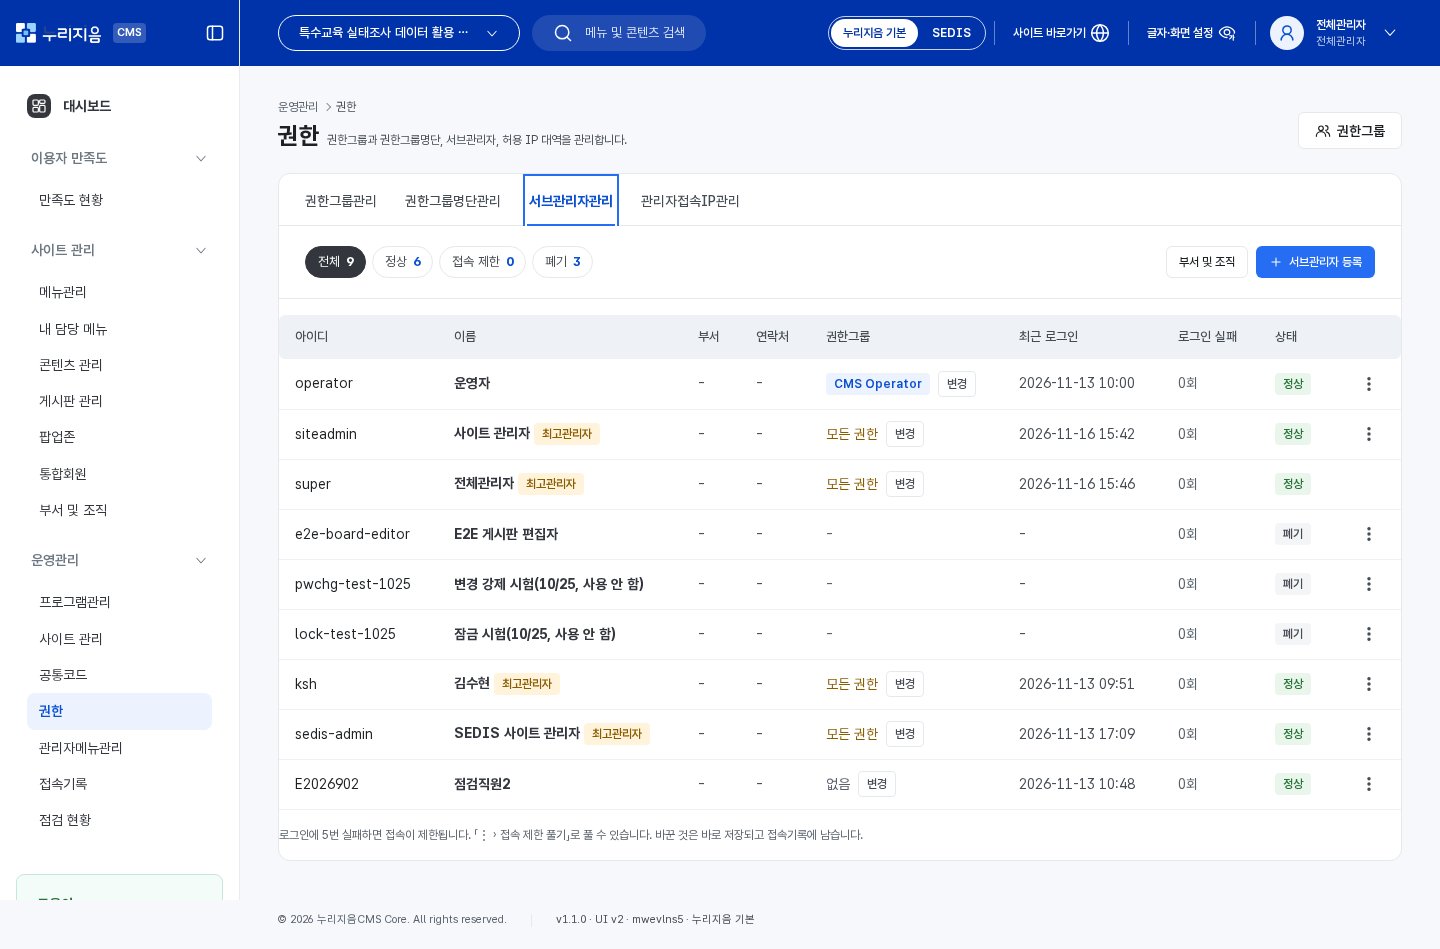 누리지음 CMS
특수교육 실태조사 데이터 활용 …
메뉴 및 콘텐츠 검색
누리지음 기본 SEDIS
사이트 바로가기
글자·화면 설정
전체관리자
전체관리자
대시보드
이용자 만족도
만족도 현황
사이트 관리
메뉴관리
내 담당 메뉴
콘텐츠 관리
게시판 관리
팝업존
통합회원
부서 및 조직
운영관리
프로그램관리
사이트 관리
공통코드
권한
관리자메뉴관리
접속기록
점검 현황
운영관리 > 권한
권한 권한그룹과 권한그룹명단, 서브관리자, 허용 IP 대역을 관리합니다.
권한그룹
권한그룹관리 권한그룹명단관리 서브관리자관리 관리자접속IP관리
전체 9 정상 6 접속 제한 0 폐기 3
부서 및 조직 + 서브관리자 등록
아이디 이름 부서 연락처 권한그룹 최근 로그인 로그인 실패 상태
operator 운영자 - - CMS Operator 변경 2026-11-13 10:00 0회 정상
siteadmin 사이트 관리자 최고관리자 - - 모든 권한 변경 2026-11-16 15:42 0회 정상
super 전체관리자 최고관리자 - - 모든 권한 변경 2026-11-16 15:46 0회 정상
e2e-board-editor E2E 게시판 편집자 - - - - 0회 폐기
pwchg-test-1025 변경 강제 시험(10/25, 사용 안 함) - - - - 0회 폐기
lock-test-1025 잠금 시험(10/25, 사용 안 함) - - - - 0회 폐기
ksh 김수현 최고관리자 - - 모든 권한 변경 2026-11-13 09:51 0회 정상
sedis-admin SEDIS 사이트 관리자 최고관리자 - - 모든 권한 변경 2026-11-13 17:09 0회 정상
E2026902 점검직원2 - - 없음 변경 2026-11-13 10:48 0회 정상
로그인에 5번 실패하면 접속이 제한됩니다. 「⋮ › 접속 제한 풀기」로 풀 수 있습니다. 바꾼 것은 바로 저장되고 접속기록에 남습니다.
© 2026 누리지음CMS Core. All rights reserved.
v1.1.0 · UI v2 · mwevlns5 · 누리지음 기본